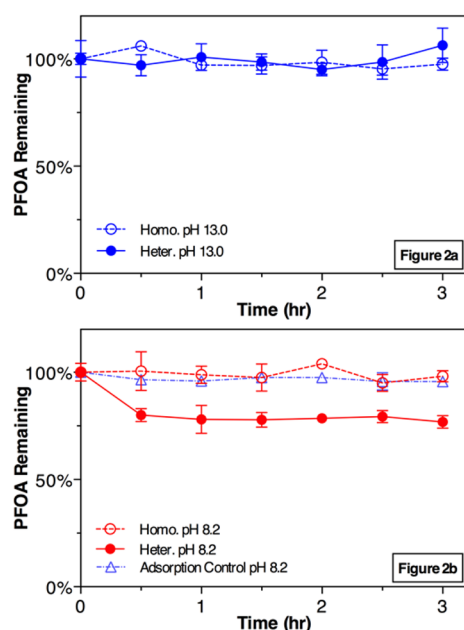 100%
50%
0%
PFOA Remaining
Homo. pH 13.0
Heter. pH 13.0
Figure 2a
0 1 2 3
Time (hr)
100%
50%
0%
PFOA Remaining
Homo. pH 8.2
Heter. pH 8.2
Adsorption Control pH 8.2
Figure 2b
0 1 2 3
Time (hr)